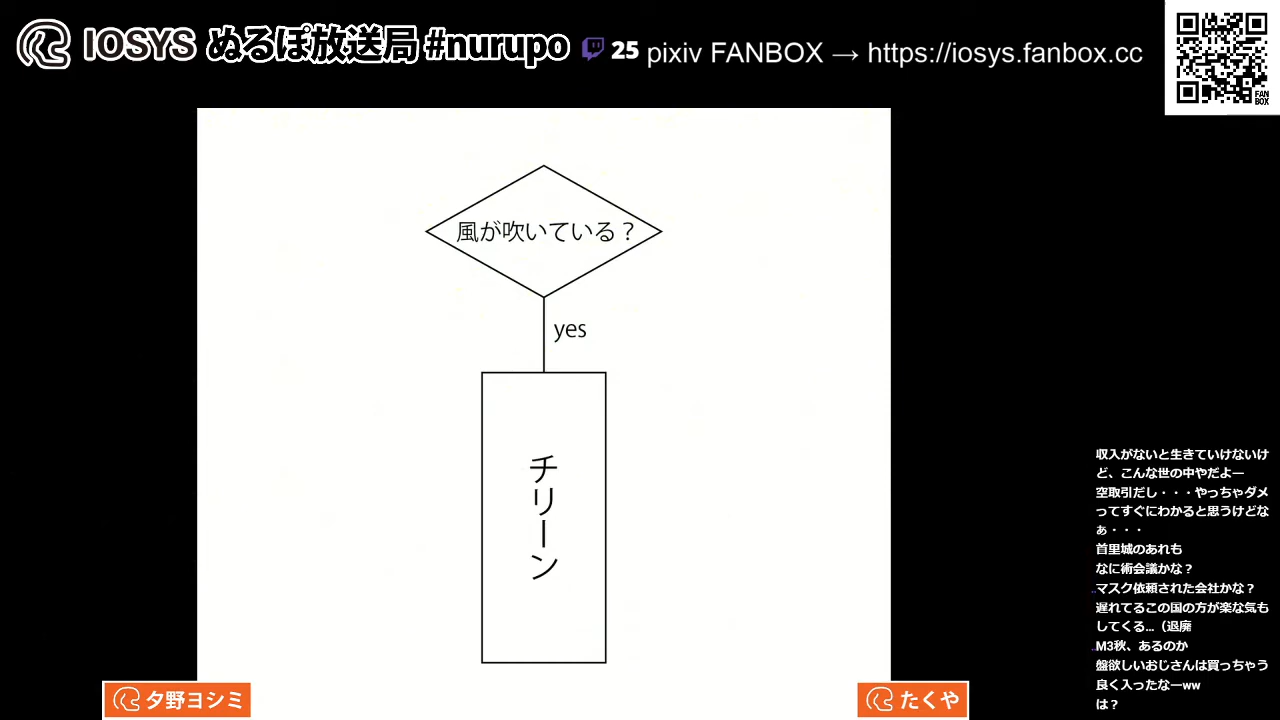 IOSYS ぬるぽ放送局 #nurupo 25 pixiv FANBOX → https://iosys.fanbox.cc
FAN
BOX
風が吹いている？
yes
チリーン
収入がないと生きていけないけ
ど、こんな世の中やだよー
空取引だし・・・やっちゃダメ
ってすぐにわかると思うけどな
ぁ・・・
首里城のあれも
なに術会議かな？
マスク依頼された会社かな？
遅れてるこの国の方が楽な気も
してくる...（退廃
M3秋、あるのか
盤欲しいおじさんは買っちゃう
良く入ったなーww
は？
夕野ヨシミ
たくや